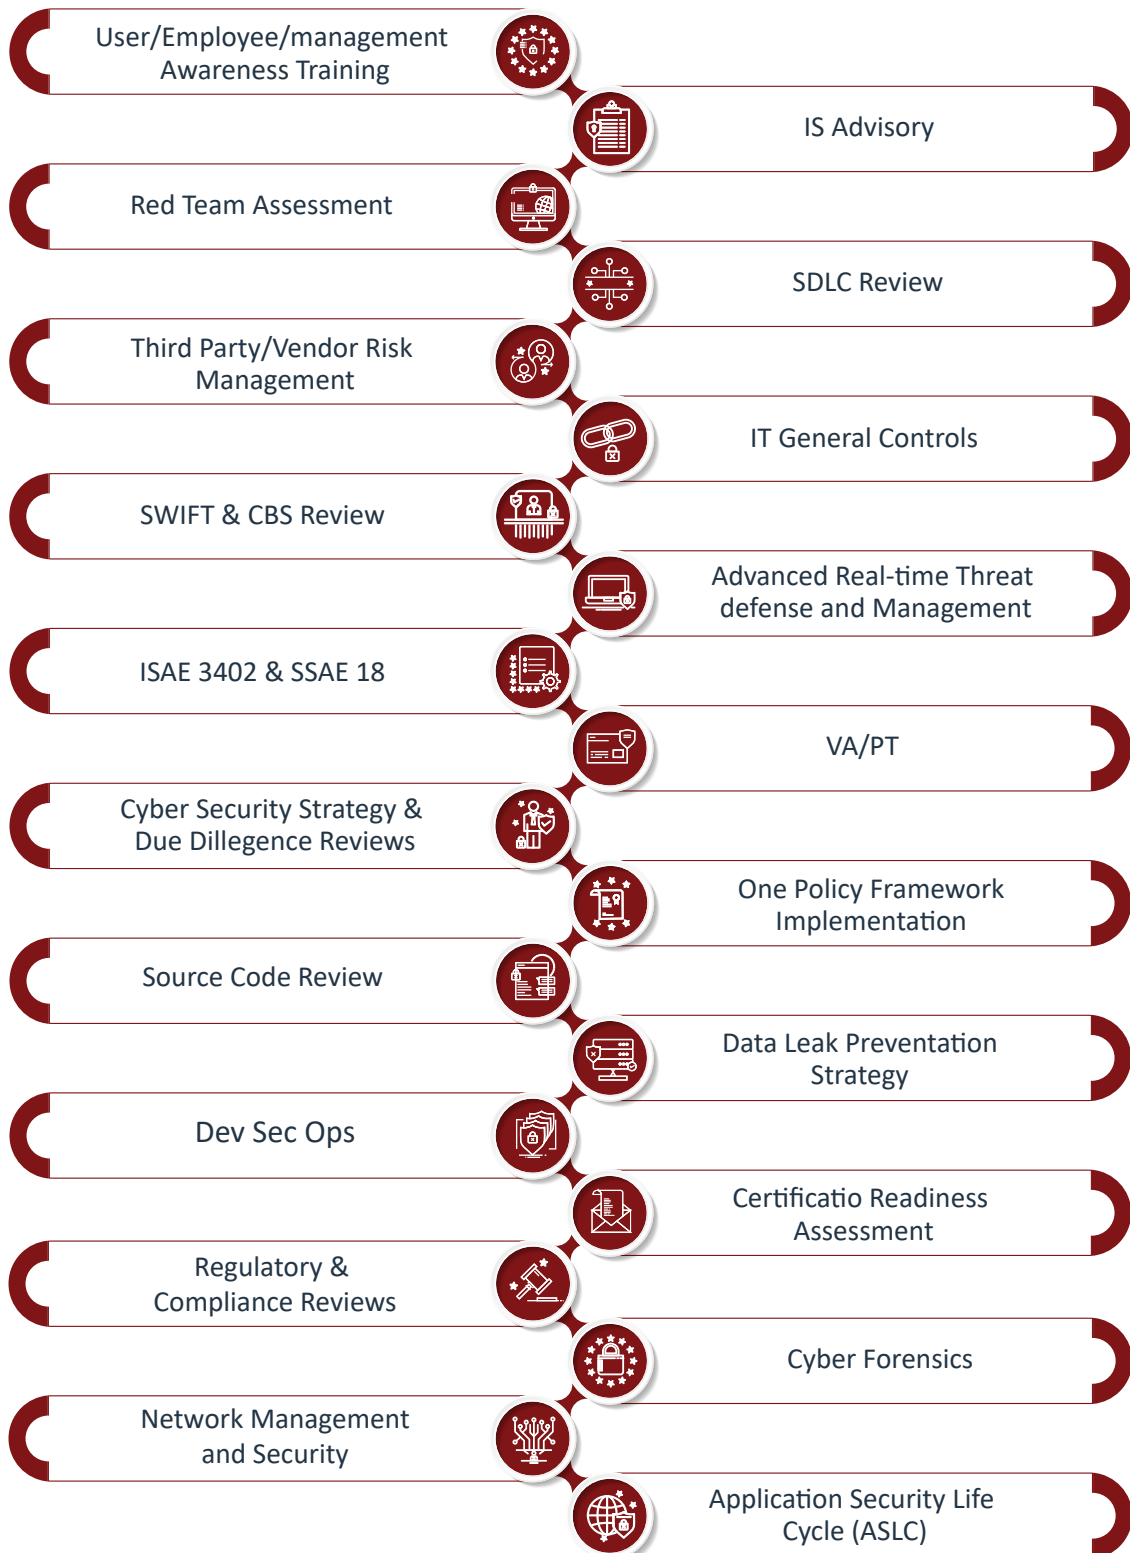 User/Employee/management
Awareness Training
IS Advisory
Red Team Assessment
SDLC Review
Third Party/Vendor Risk
Management
IT General Controls
SWIFT & CBS Review
Advanced Real-time Threat
defense and Management
ISAE 3402 & SSAE 18
VA/PT
Cyber Security Strategy &
Due Dillegence Reviews
One Policy Framework
Implementation
Source Code Review
Data Leak Preventation
Strategy
Dev Sec Ops
Certificatio Readiness
Assessment
Regulatory &
Compliance Reviews
Cyber Forensics
Network Management
and Security
Application Security Life
Cycle (ASLC)